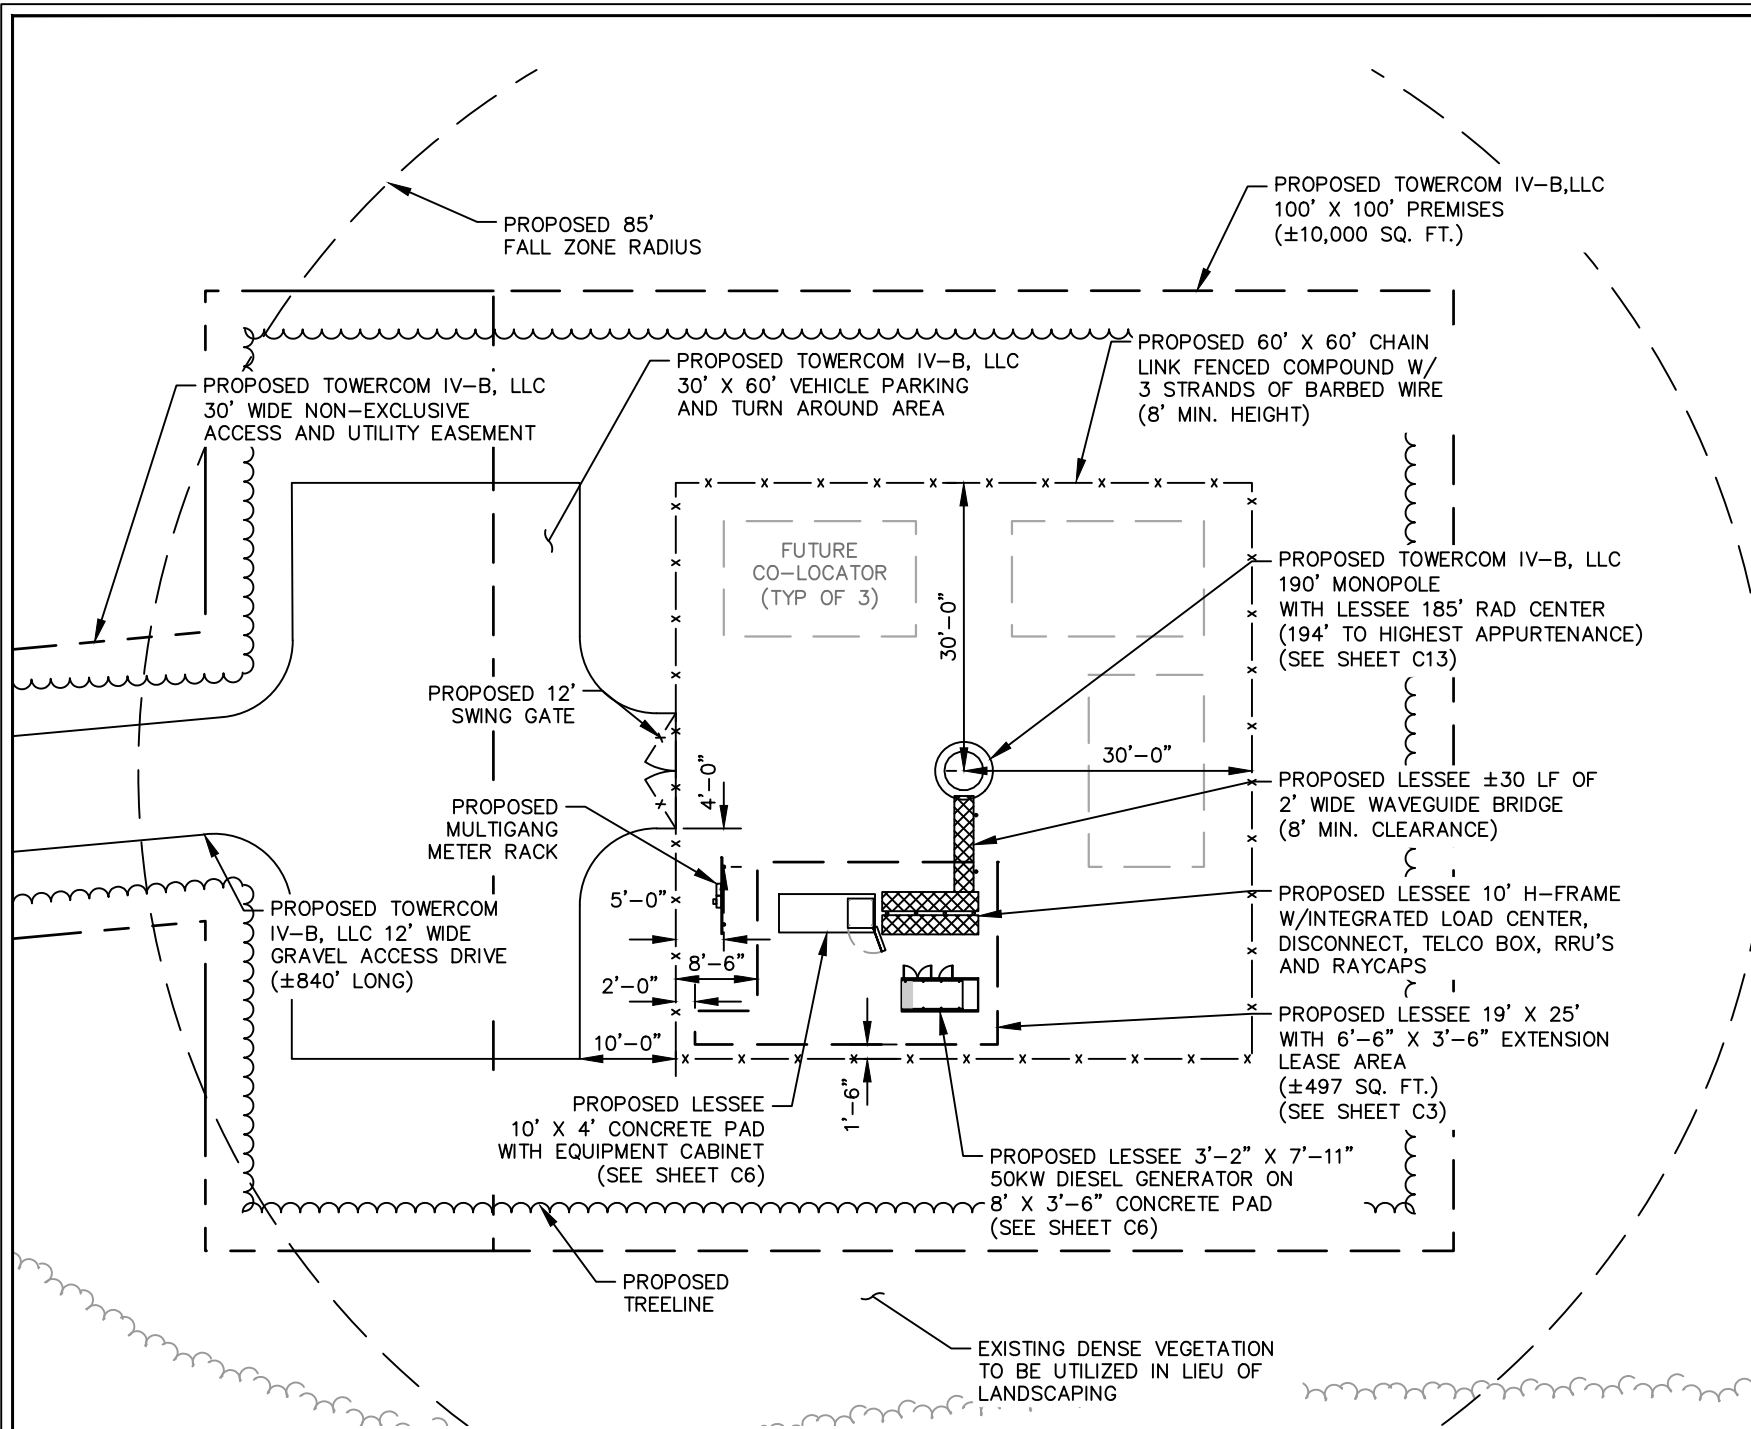 PROPOSED TOWERCOM IV-B,LLC
100' X 100' PREMISES
(±10,000 SQ. FT.)
PROPOSED 85'
FALL ZONE RADIUS
PROPOSED 60' X 60' CHAIN
LINK FENCED COMPOUND W/
3 STRANDS OF BARBED WIRE
(8' MIN. HEIGHT)
PROPOSED TOWERCOM IV-B, LLC
30' X 60' VEHICLE PARKING
AND TURN AROUND AREA
PROPOSED TOWERCOM IV-B, LLC
30' WIDE NON-EXCLUSIVE
ACCESS AND UTILITY EASEMENT
FUTURE
CO-LOCATOR
(TYP OF 3)
30'-0"
PROPOSED TOWERCOM IV-B, LLC
190' MONOPOLE
WITH LESSEE 185' RAD CENTER
(194' TO HIGHEST APPURTENANCE)
(SEE SHEET C13)
PROPOSED 12'
SWING GATE
30'-0"
4'-0"
PROPOSED LESSEE ±30 LF OF
2' WIDE WAVEGUIDE BRIDGE
(8' MIN. CLEARANCE)
PROPOSED
MULTIGANG
METER RACK
5'-0"
PROPOSED LESSEE 10' H-FRAME
W/INTEGRATED LOAD CENTER,
DISCONNECT, TELCO BOX, RRU'S
AND RAYCAPS
PROPOSED TOWERCOM
IV-B, LLC 12' WIDE
GRAVEL ACCESS DRIVE
(±840' LONG)
8'-6"
2'-0"
PROPOSED LESSEE 19' X 25'
WITH 6'-6" X 3'-6" EXTENSION
LEASE AREA
(±497 SQ. FT.)
(SEE SHEET C3)
10'-0"
1'-6"
PROPOSED LESSEE
10' X 4' CONCRETE PAD
WITH EQUIPMENT CABINET
(SEE SHEET C6)
PROPOSED LESSEE 3'-2" X 7'-11"
50KW DIESEL GENERATOR ON
8' X 3'-6" CONCRETE PAD
(SEE SHEET C6)
PROPOSED
TREELINE
EXISTING DENSE VEGETATION
TO BE UTILIZED IN LIEU OF
LANDSCAPING